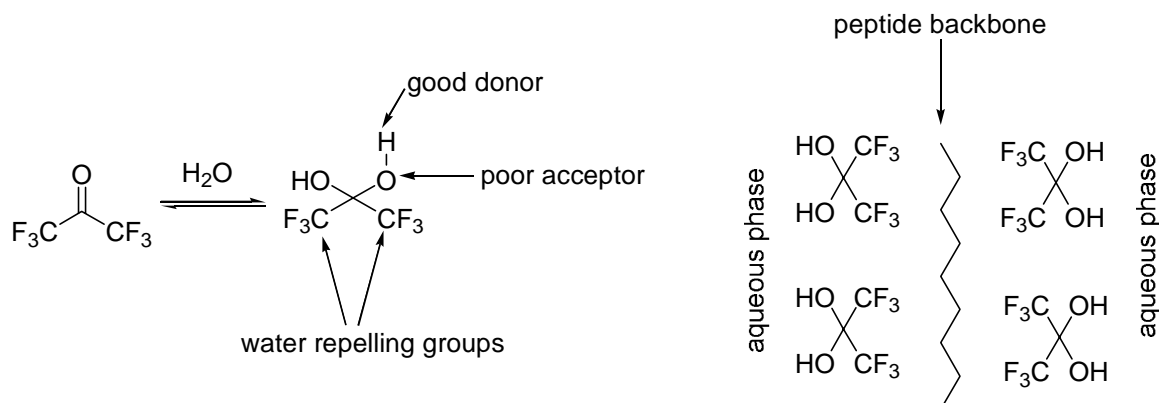 peptide backbone
good donor
H
O
H₂O
HO
O
poor acceptor
F₃C
CF₃
F₃C
CF₃
water repelling groups
aqueous phase
HO
CF₃
HO
CF₃
HO
CF₃
HO
CF₃
F₃C
OH
F₃C
OH
F₃C
OH
F₃C
OH
aqueous phase